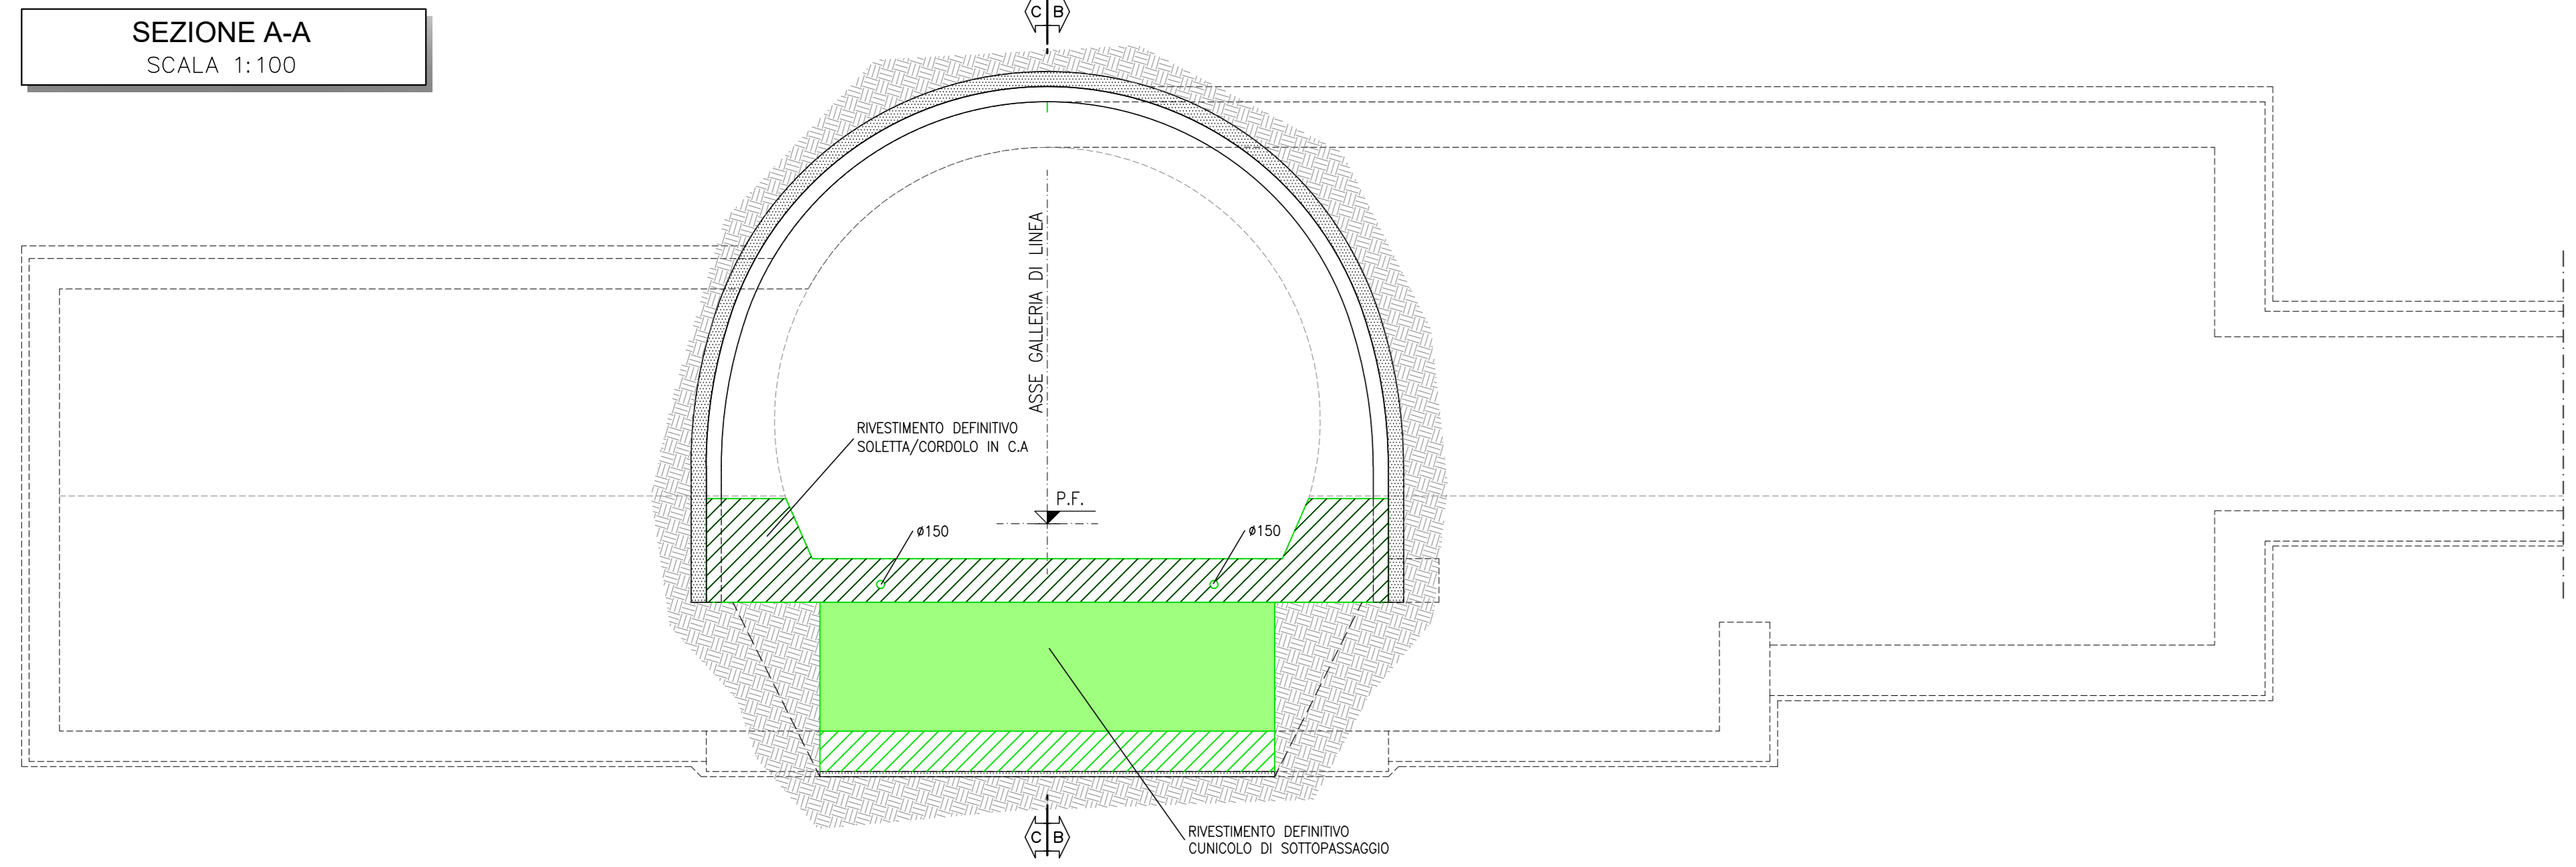 SEZIONE A-A
SCALA 1:100
C B
ASSE GALLERIA DI LINEA
RIVESTIMENTO DEFINITIVO
SOLETTA/CORDOLO IN C.A
P.F.
ø150
ø150
RIVESTIMENTO DEFINITIVO
CUNICOLO DI SOTTOPASSAGGIO
C B